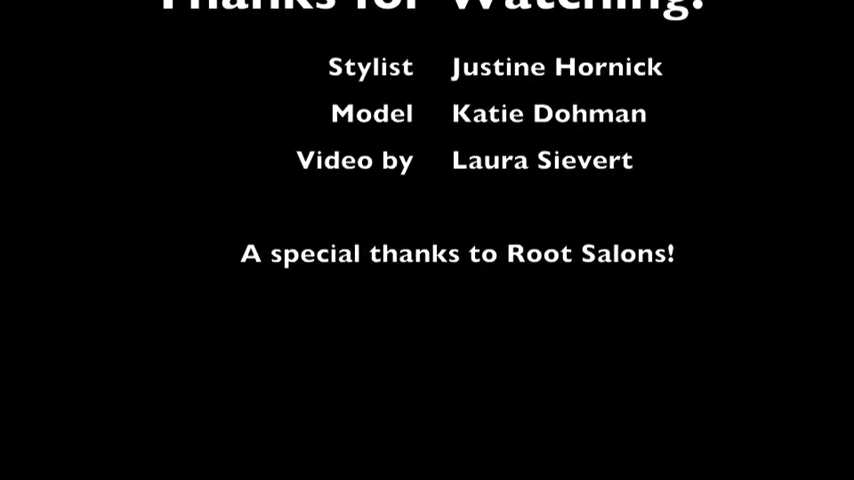 Thanks for Watching!
Stylist Justine Hornick
Model Katie Dohman
Video by Laura Sievert
A special thanks to Root Salons!